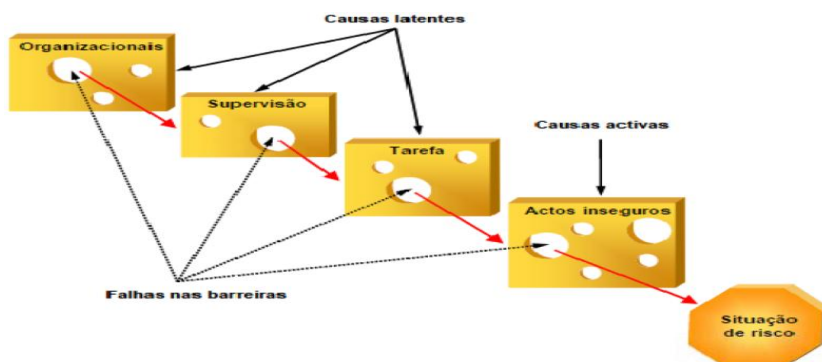 Causas latentes
Organizacionais
Supervisão
Causas activas
Tarefa
Actos inseguros
Falhas nas barreiras
Situação
de risco